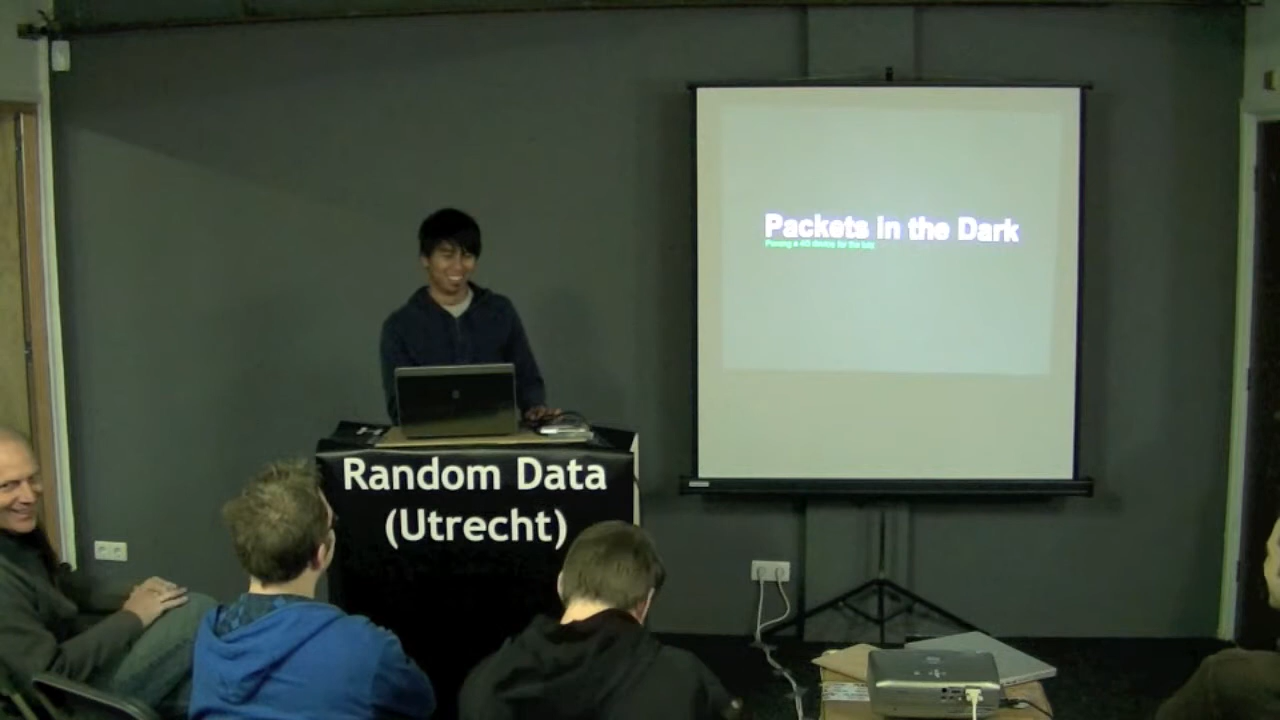 Packets in the Dark
Random Data
(Utrecht)